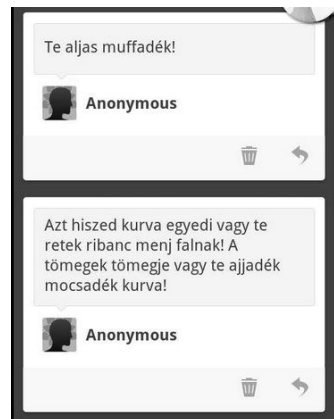 Te aljas muffadék!
Anonymous
Azt hiszed kurva egyedi vagy te
retek ribanc menj falnak! A
tömegek tömegje vagy te ajjadék
mocsadék kurva!
Anonymous